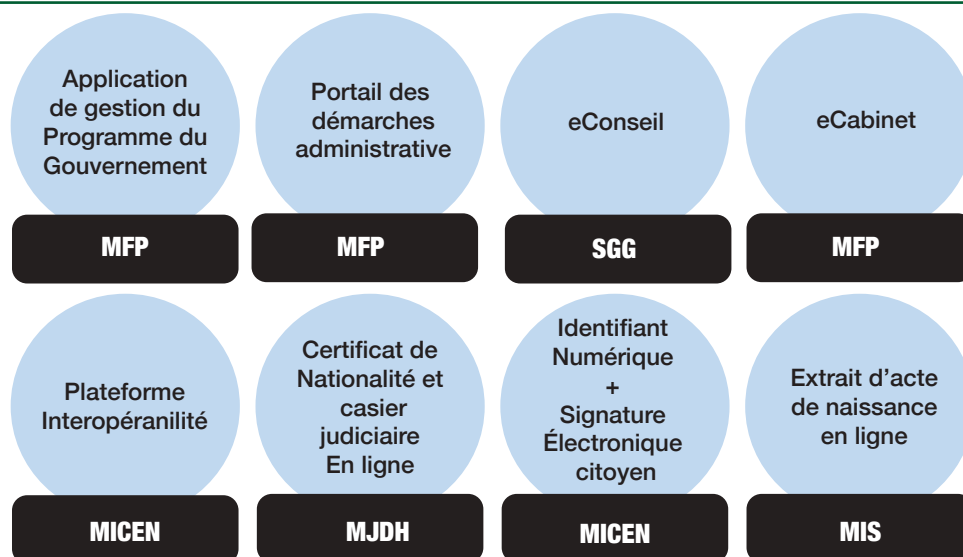 Application
de gestion du
Programme du
Gouvernement
MFP
Portail des
démarches
administrative
MFP
eConseil
SGG
eCabinet
MFP
Plateforme
Interopéranilité
MICEN
Certificat de
Nationalité et
casier
judiciaire
En ligne
MJDH
Identifiant
Numérique
+
Signature
Électronique
citoyen
MICEN
Extrait d’acte
de naissance
en ligne
MIS